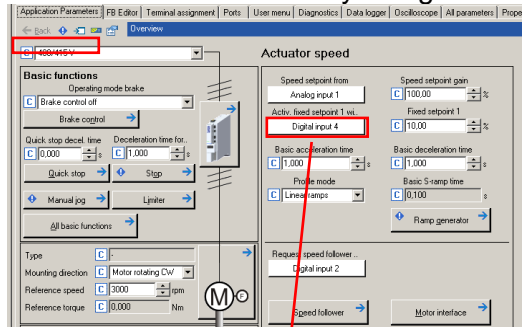 Application Parameters FB Editor Terminal assignment Ports User menu Diagnostics Data logger Oscilloscope All parameters Prope
Back Overview
C 400/415 V
Actuator speed
Basic functions
Operating mode brake
C Brake control off
Brake control
Quick stop decel. time Deceleration time for..
C 0,000 s C 1,000 s
Quick stop Stop
Manual jog Limiter
All basic functions
Type C -
Mounting direction C Motor rotating CW
Reference speed C 3000 rpm
Reference torque C 0,000 Nm
M
Speed setpoint from Speed setpoint gain
Analog input 1 C 100,00 %
Activ. fixed setpoint 1 wi.. Fixed setpoint 1
Digital input 4 C 10,00 %
Basic acceleration time Basic deceleration time
C 1,000 s C 1,000 s
Profile mode Basic S-ramp time
C Linear ramps C 0,100 s
Ramp generator
Request speed follower ..
Digital input 2
Speed follower Motor interface